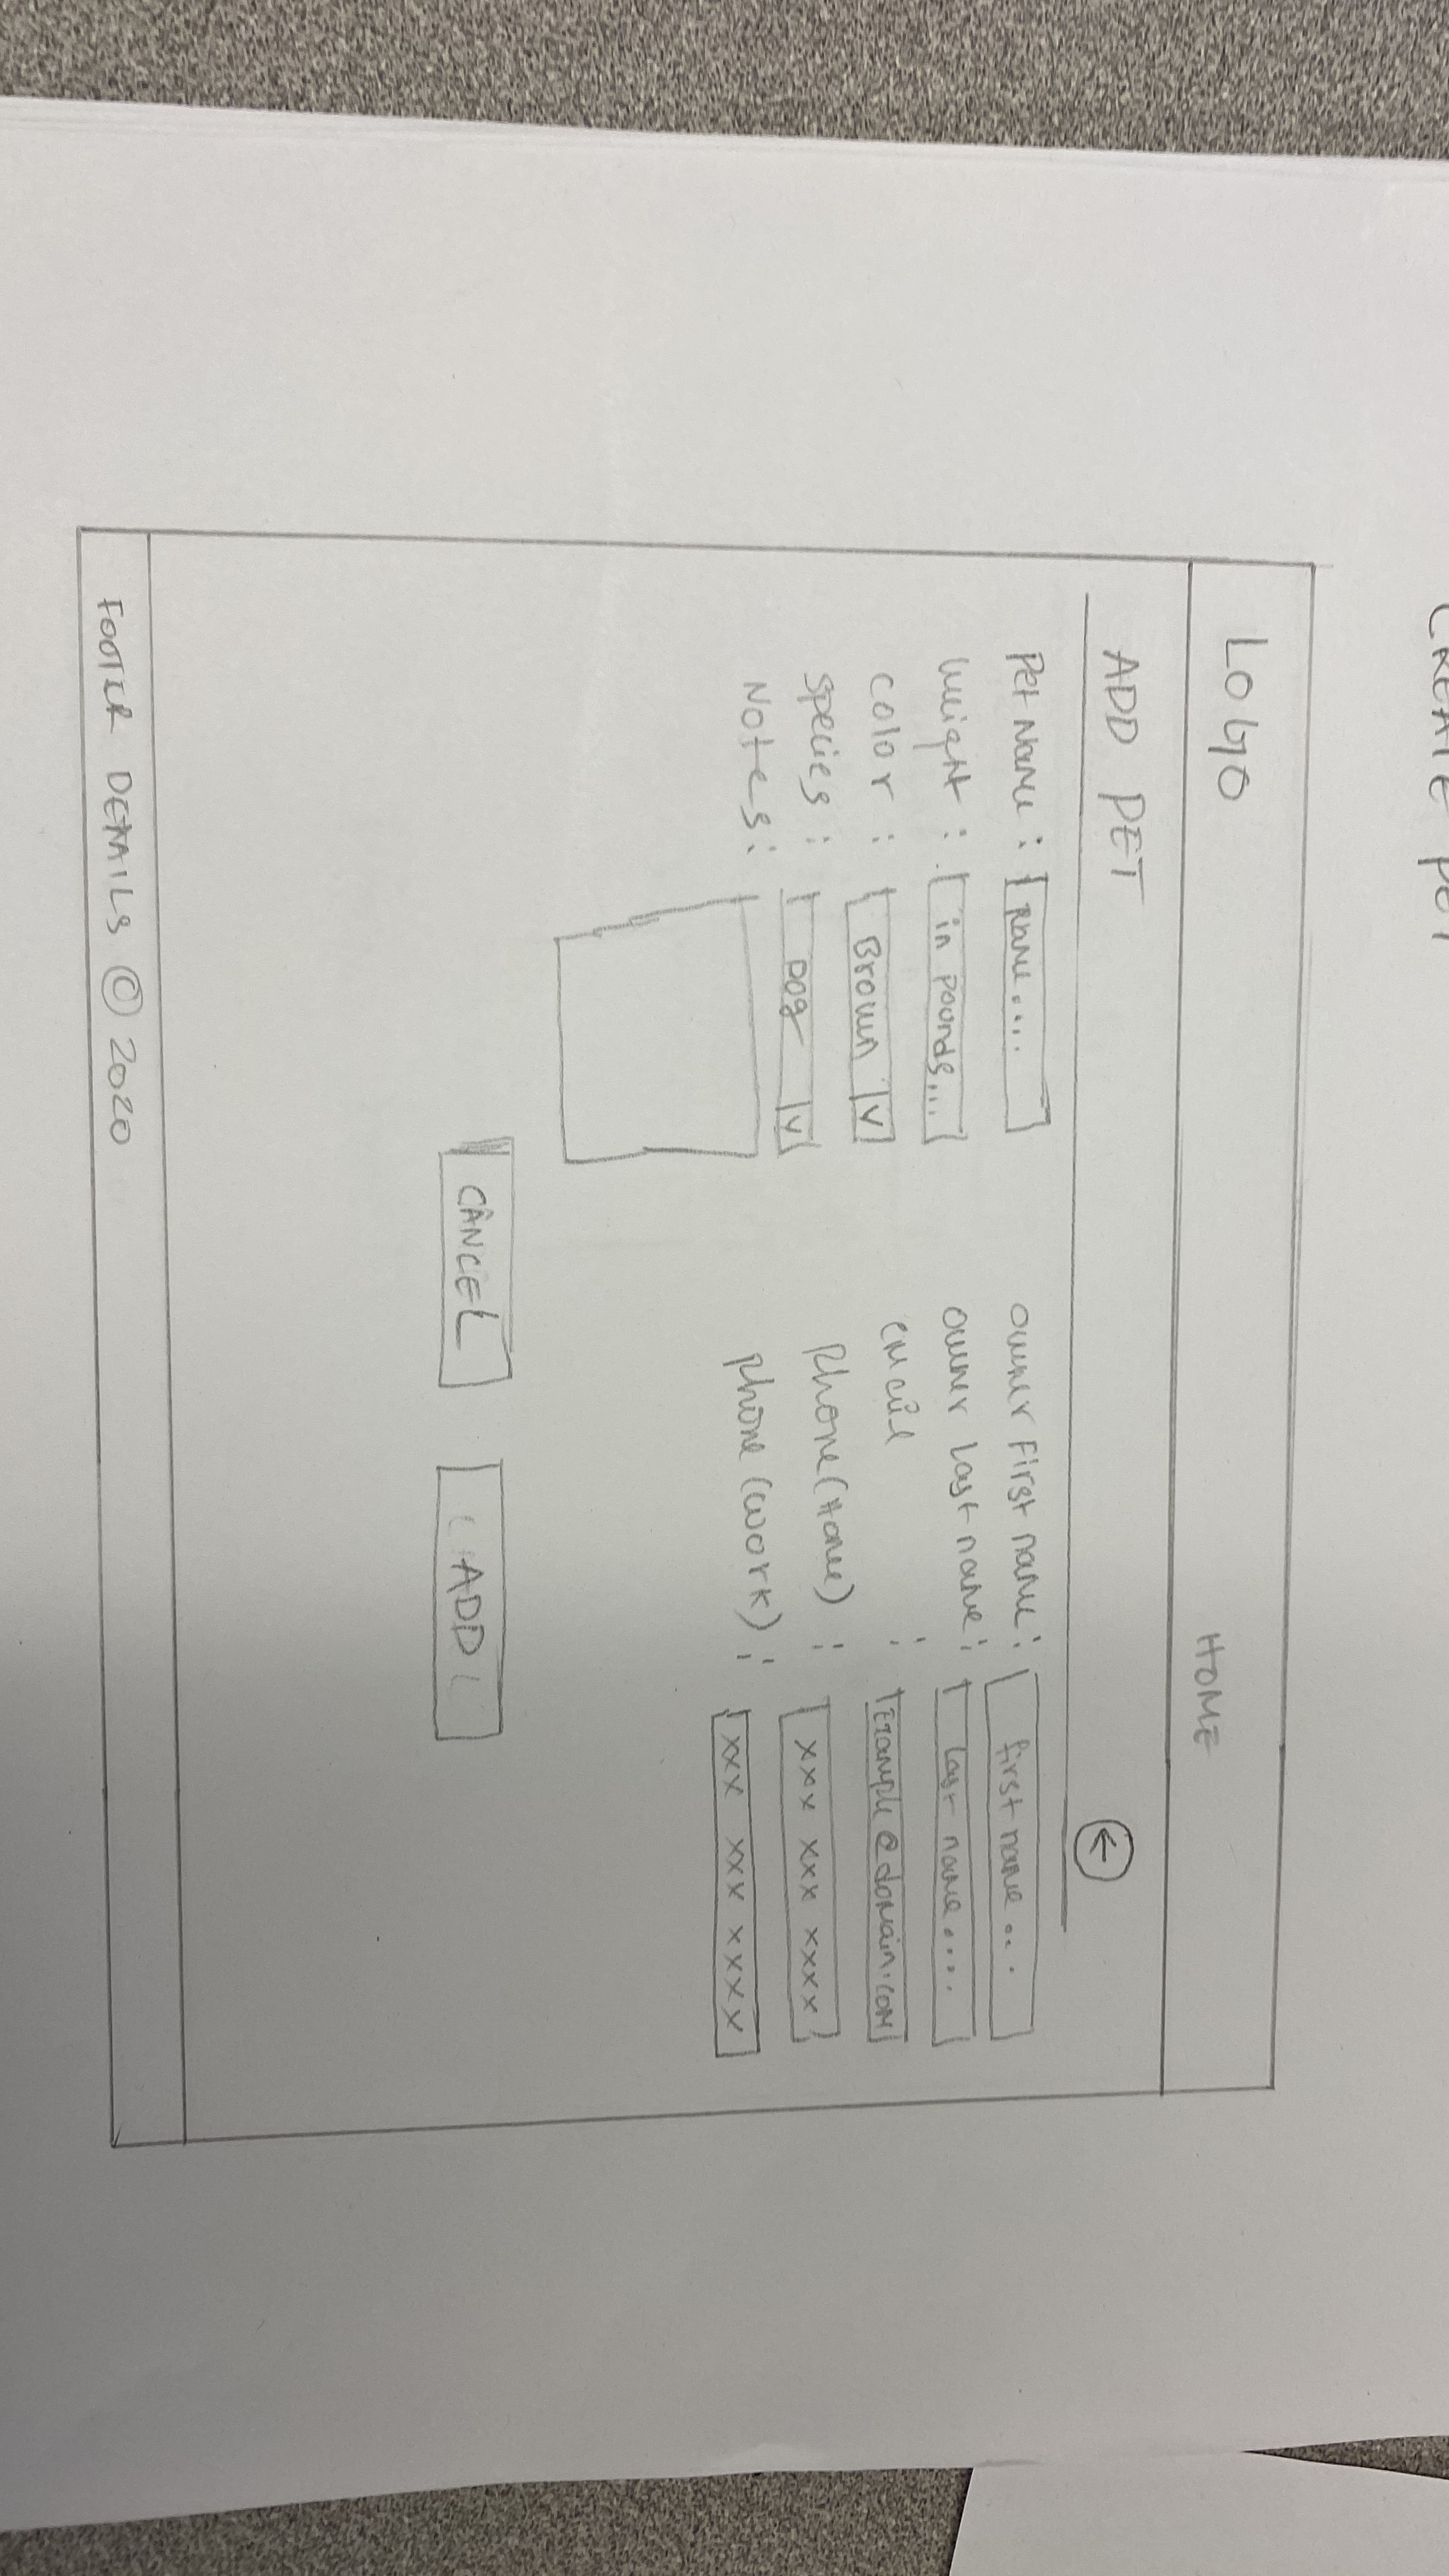 CREATE
LOGO HOME
ADD PET ←
Pet Name : Name.... owner First name : first name...
weight : in pounds.... owner last name : last name....
color : Brown V email : Example@domain.com
species : Dog V Phone (Home) : xxx xxx xxxx
Notes : Phone (work) : xxx xxx xxxx
CANCEL ADD
FOOTER DETAILS © 2020